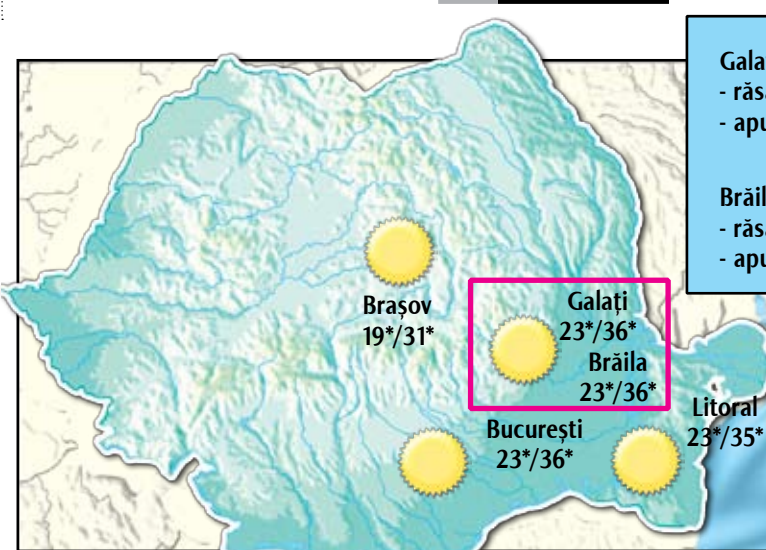 Brașov
19*/31*
Galați
23*/36*
Brăila
23*/36*
București
23*/36*
Litoral
23*/35*